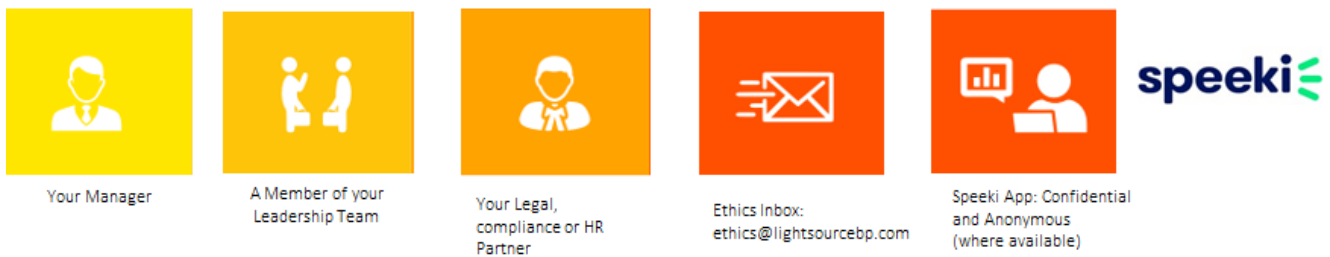 Your Manager
A Member of your
Leadership Team
Your Legal,
compliance or HR
Partner
Ethics Inbox:
ethics@lightsourcebp.com
Speeki App: Confidential
and Anonymous
(where available)
speeki